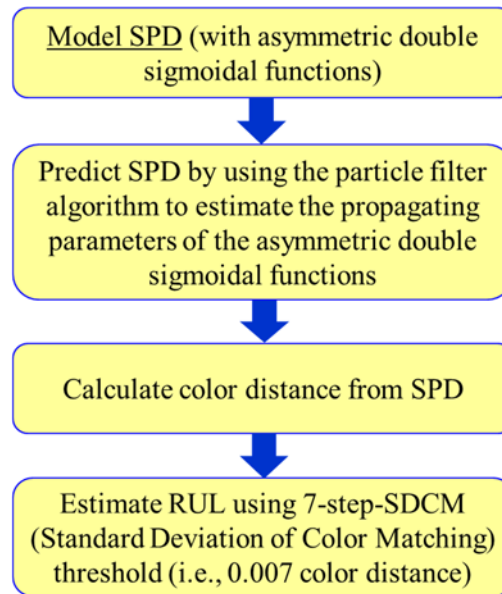 Model SPD (with asymmetric double
sigmoidal functions)
Predict SPD by using the particle filter
algorithm to estimate the propagating
parameters of the asymmetric double
sigmoidal functions
Calculate color distance from SPD
Estimate RUL using 7-step-SDCM
(Standard Deviation of Color Matching)
threshold (i.e., 0.007 color distance)